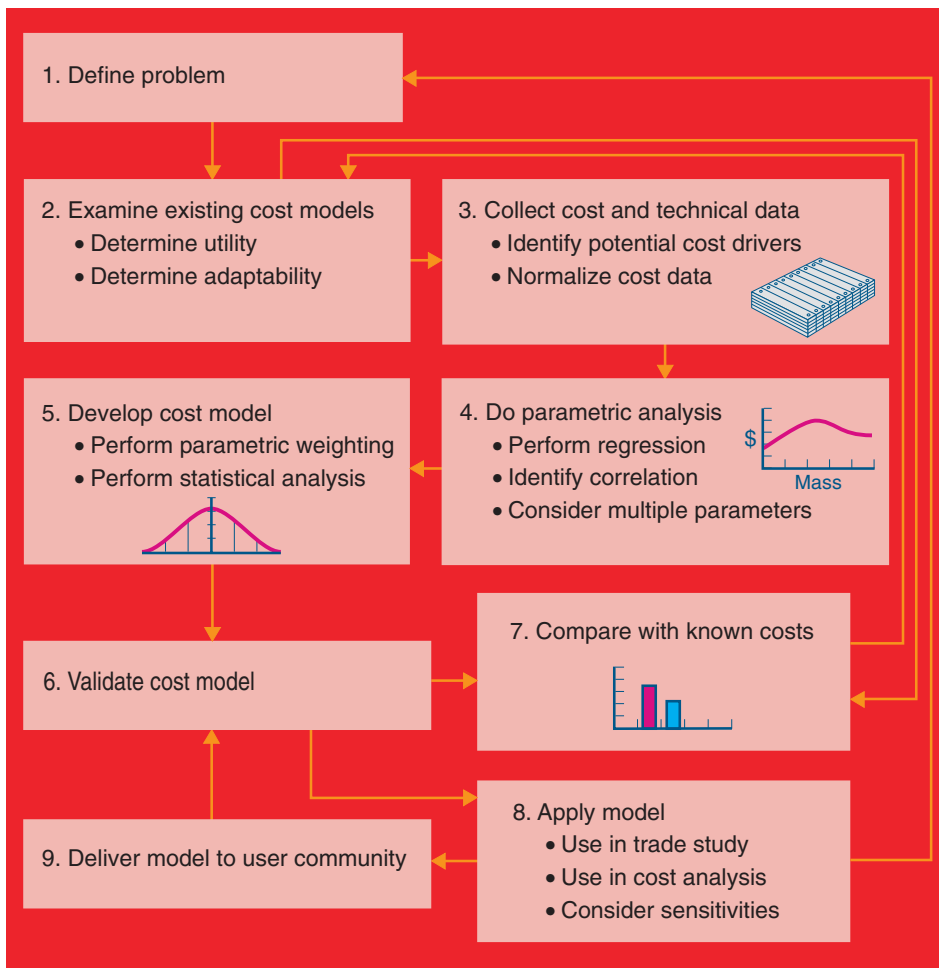 1. Define problem
2. Examine existing cost models
• Determine utility
• Determine adaptability
3. Collect cost and technical data
• Identify potential cost drivers
• Normalize cost data
5. Develop cost model
• Perform parametric weighting
• Perform statistical analysis
4. Do parametric analysis
• Perform regression
• Identify correlation
• Consider multiple parameters
$
Mass
6. Validate cost model
7. Compare with known costs
8. Apply model
• Use in trade study
• Use in cost analysis
• Consider sensitivities
9. Deliver model to user community